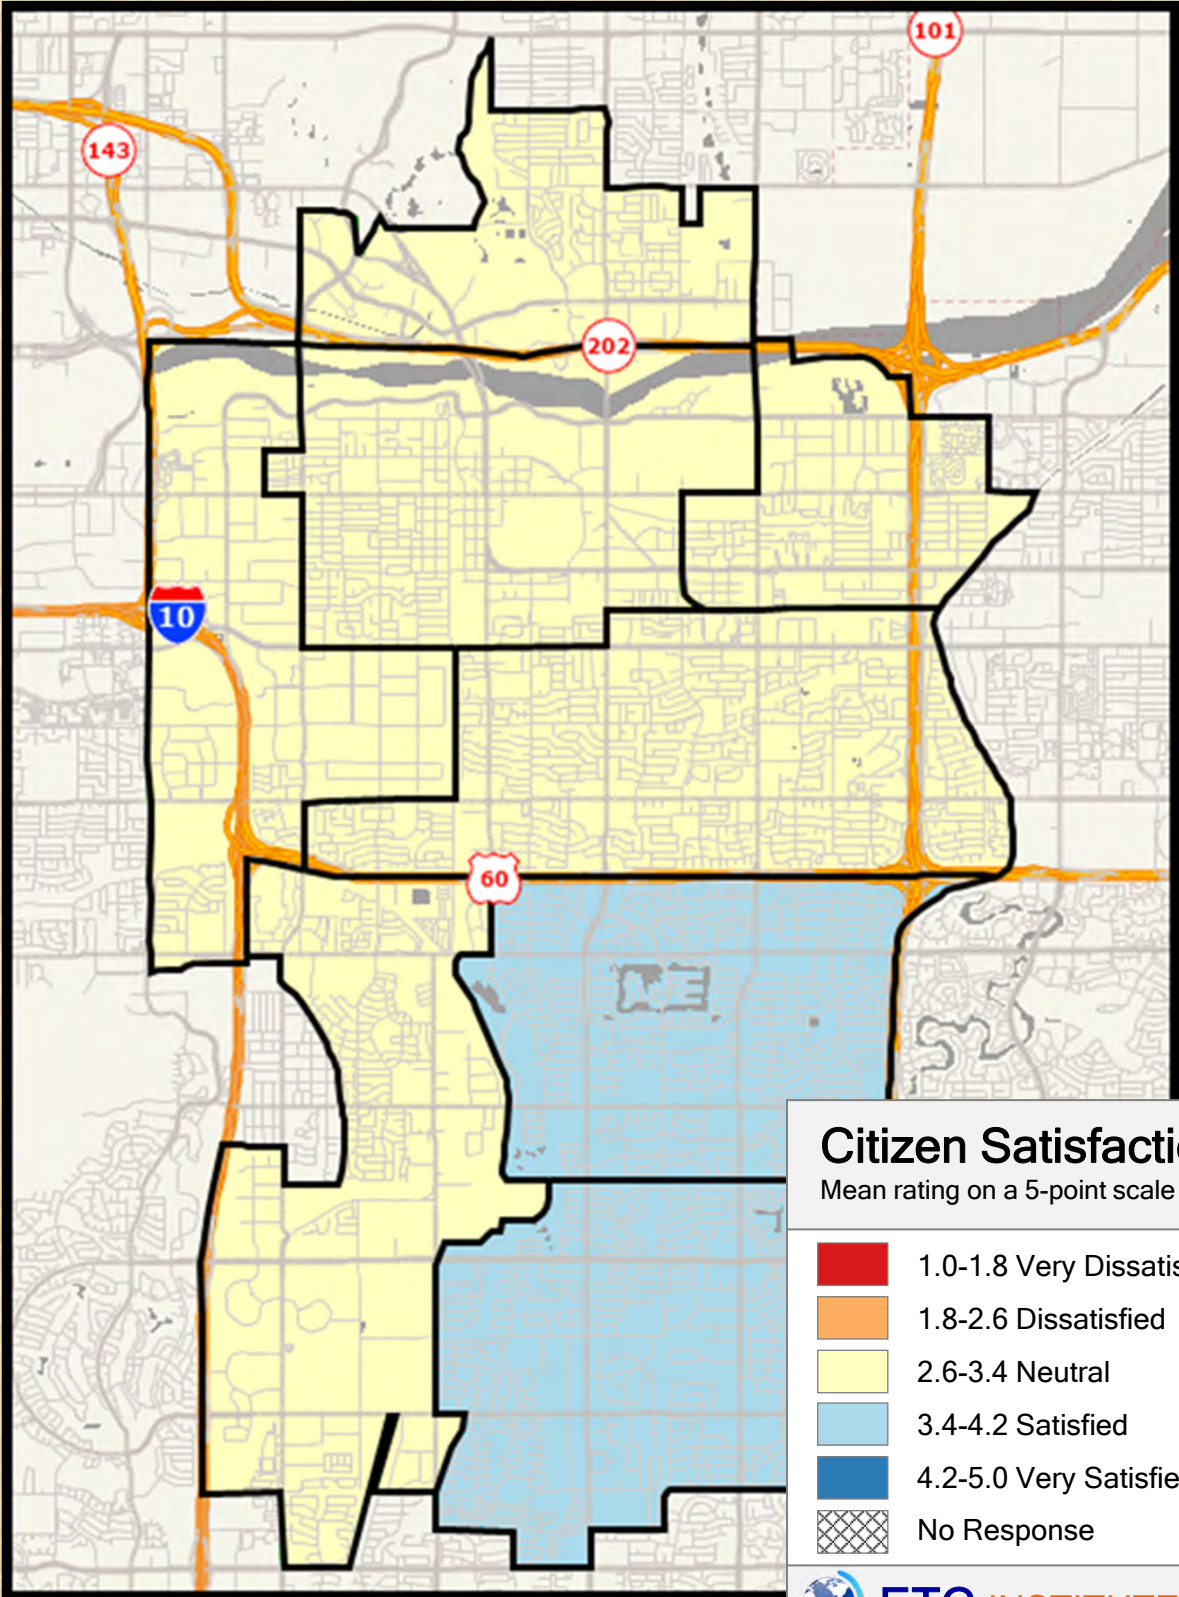 101
143
202
10
60
Citizen Satisfacti
Mean rating on a 5-point scale
1.0-1.8 Very Dissatis
1.8-2.6 Dissatisfied
2.6-3.4 Neutral
3.4-4.2 Satisfied
4.2-5.0 Very Satisfie
No Response
ETC INSTITUTE